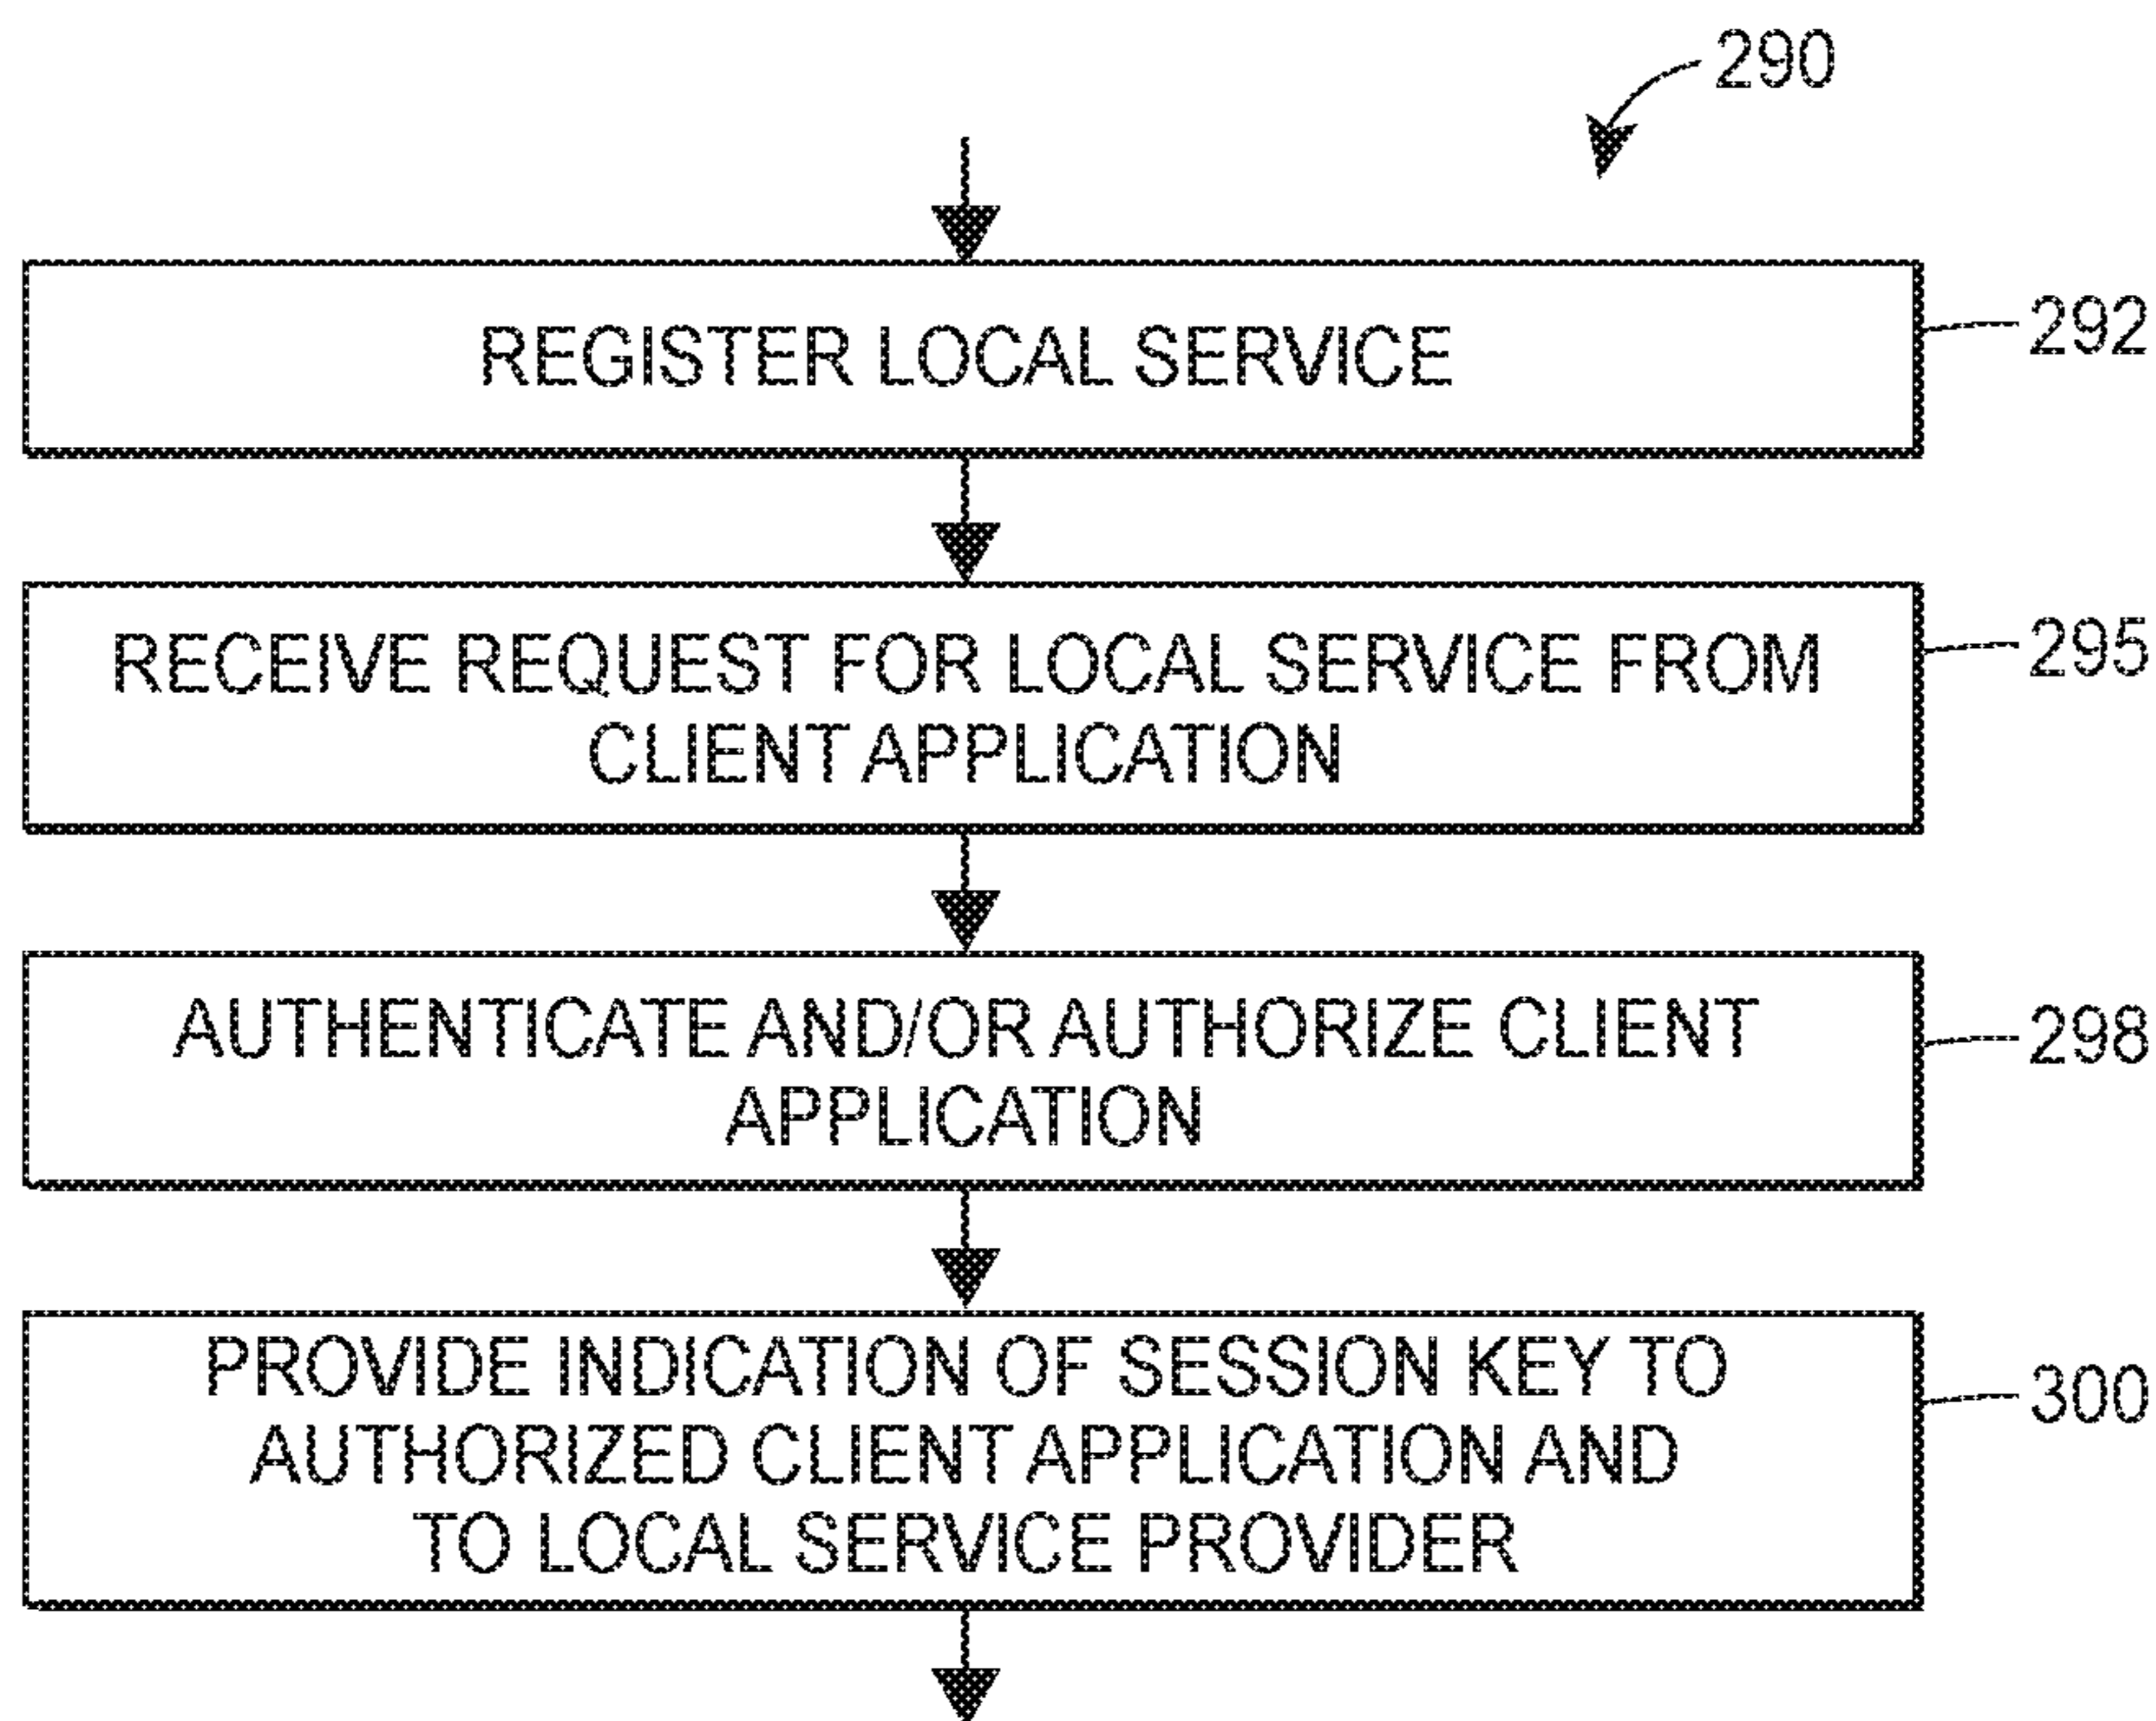 290
REGISTER LOCAL SERVICE
292
RECEIVE REQUEST FOR LOCAL SERVICE FROM
CLIENT APPLICATION
295
AUTHENTICATE AND/OR AUTHORIZE CLIENT
APPLICATION
298
PROVIDE INDICATION OF SESSION KEY TO
AUTHORIZED CLIENT APPLICATION AND
TO LOCAL SERVICE PROVIDER
300